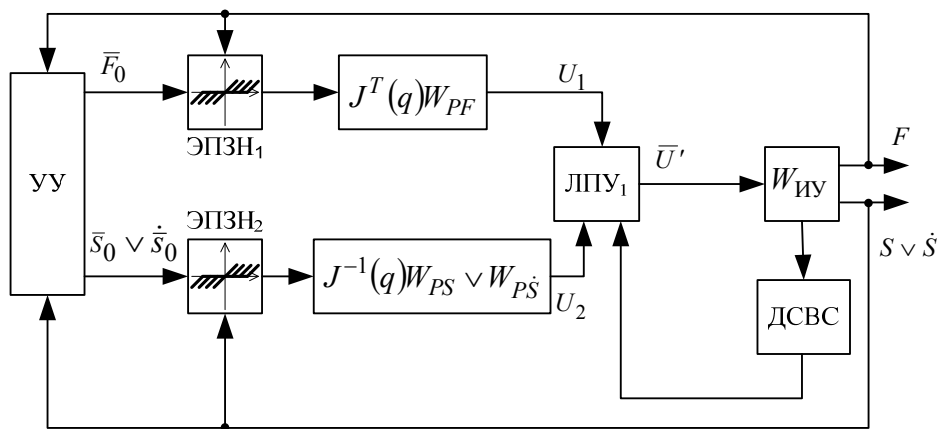 F̅₀
ЭПЗН₁
Jᵀ(q)W_PF
U₁
УУ
ЛПУ₁
U̅ ′
W_ИУ
F
S ∨ Ṡ
s̅₀ ∨ s̅̇₀
ЭПЗН₂
J⁻¹(q)W_PS ∨ W_PṠ
U₂
ДСВС